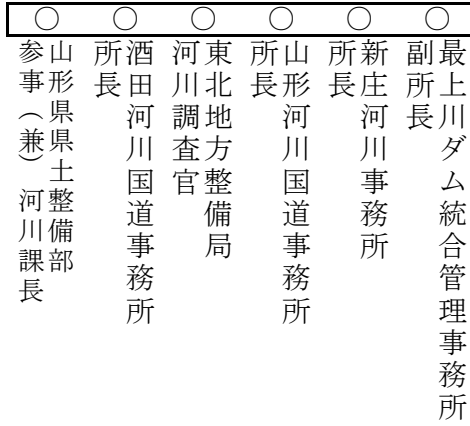 ○ ○ ○ ○ ○ ○
最上川ダム統合管理事務所
副所長
新庄河川事務所
所長
山形河川国道事務所
所長
東北地方整備局
河川調査官
酒田河川国道事務所
所長
山形県県土整備部
参事（兼）河川課長